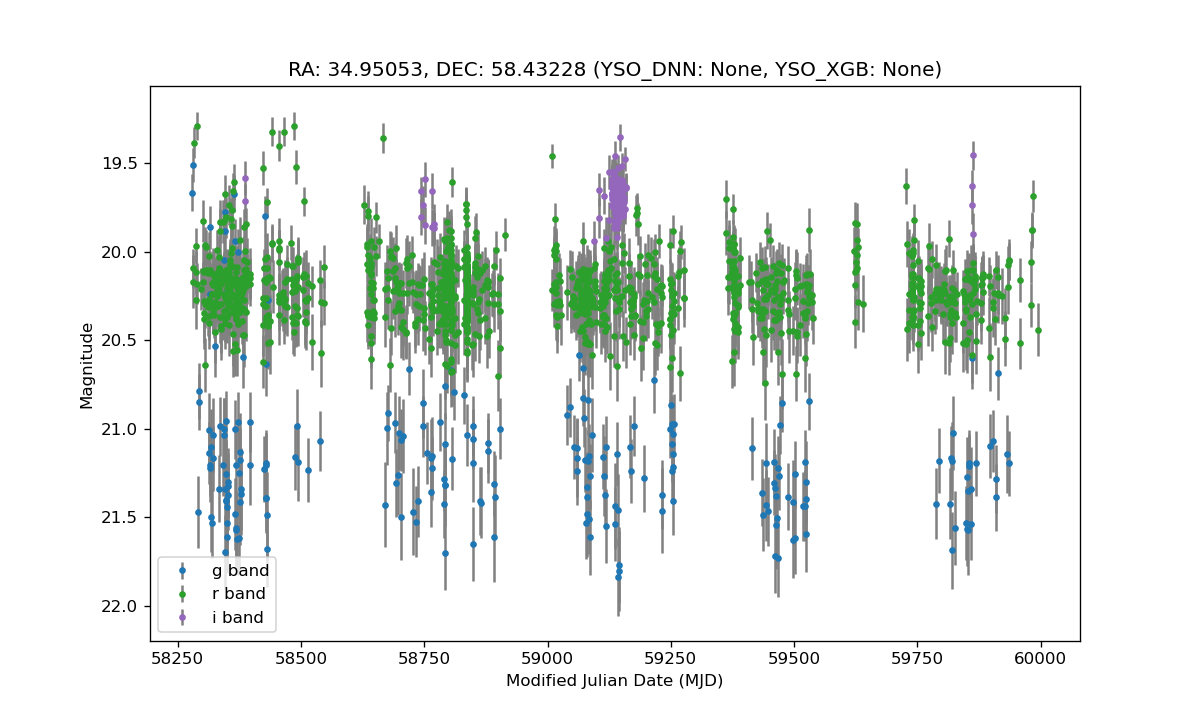 RA: 34.95053, DEC: 58.43228 (YSO_DNN: None, YSO_XGB: None)
Magnitude
19.5
20.0
20.5
21.0
21.5
22.0
g band
r band
i band
58250 58500 58750 59000 59250 59500 59750 60000
Modified Julian Date (MJD)